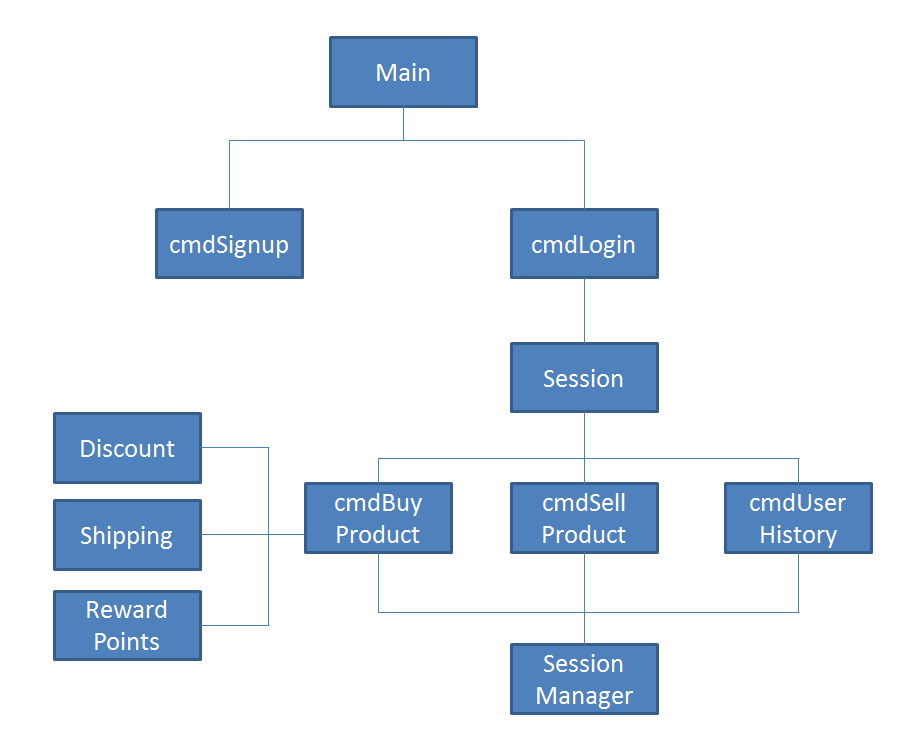 Main
cmdSignup
cmdLogin
Session
Discount
Shipping
Reward
Points
cmdBuy
Product
cmdSell
Product
cmdUser
History
Session
Manager